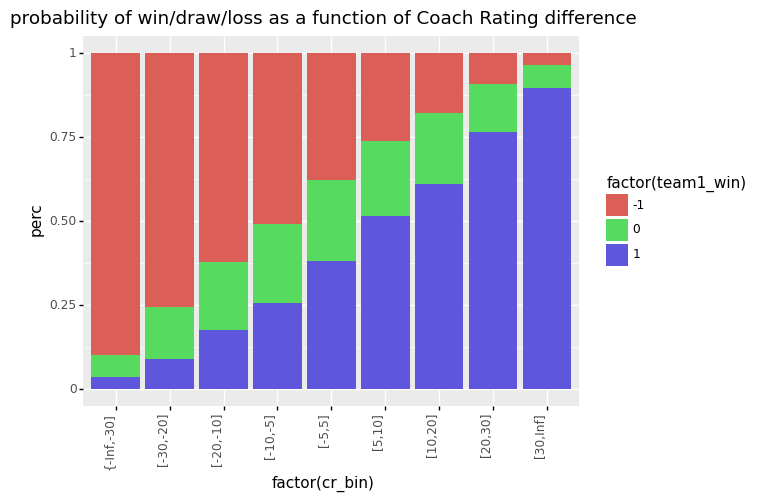 probability of win/draw/loss as a function of Coach Rating difference
1
0.75
0.50
0.25
0
perc
{-Inf,-30]
[-30,-20]
[-20,-10]
[-10,-5]
[-5,5]
[5,10]
[10,20]
[20,30]
[30,Inf]
factor(cr_bin)
factor(team1_win)
-1
0
1